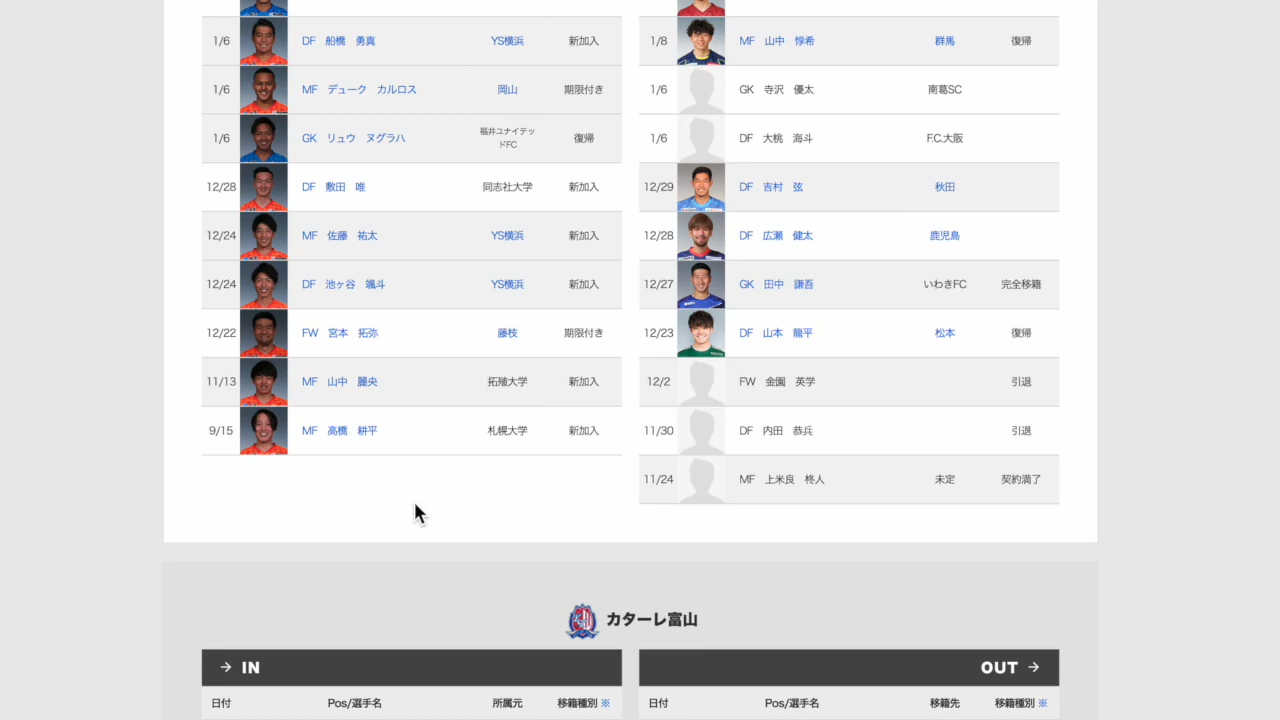 1/6 DF 船橋 勇真 YS横浜 新加入
1/6 MF デューク カルロス 岡山 期限付き
1/6 GK リュウ ヌグラハ 福井ユナイテッ
ドFC 復帰
12/28 DF 敷田 唯 同志社大学 新加入
12/24 MF 佐藤 祐太 YS横浜 新加入
12/24 DF 池ヶ谷 颯斗 YS横浜 新加入
12/22 FW 宮本 拓弥 藤枝 期限付き
11/13 MF 山中 麗央 拓殖大学 新加入
9/15 MF 高橋 耕平 札幌大学 新加入
1/8 MF 山中 惇希 群馬 復帰
1/6 GK 寺沢 優太 南葛SC
1/6 DF 大桃 海斗 F.C.大阪
12/29 DF 吉村 弦 秋田
12/28 DF 広瀬 健太 鹿児島
12/27 GK 田中 謙吾 いわきFC 完全移籍
12/23 DF 山本 龍平 松本 復帰
12/2 FW 金園 英学 引退
11/30 DF 内田 恭兵 引退
11/24 MF 上米良 柊人 未定 契約満了
カターレ富山
→ IN
日付 Pos/選手名 所属元 移籍種別 ※
OUT →
日付 Pos/選手名 移籍先 移籍種別 ※